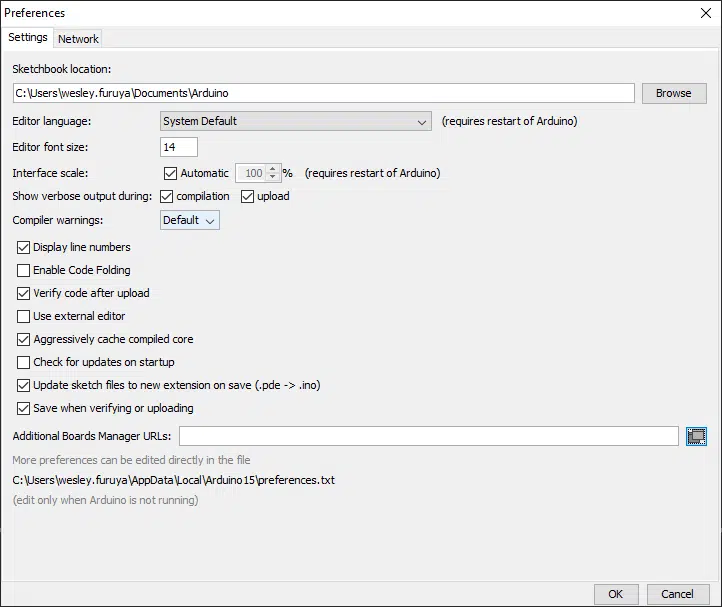 Preferences
Settings Network
Sketchbook location:
C:\Users\wesley.furuya\Documents\Arduino Browse
Editor language: System Default (requires restart of Arduino)
Editor font size: 14
Interface scale: Automatic 100 % (requires restart of Arduino)
Show verbose output during: compilation upload
Compiler warnings: Default
Display line numbers
Enable Code Folding
Verify code after upload
Use external editor
Aggressively cache compiled core
Check for updates on startup
Update sketch files to new extension on save (.pde -> .ino)
Save when verifying or uploading
Additional Boards Manager URLs:
More preferences can be edited directly in the file
C:\Users\wesley.furuya\AppData\Local\Arduino15\preferences.txt
(edit only when Arduino is not running)
OK Cancel